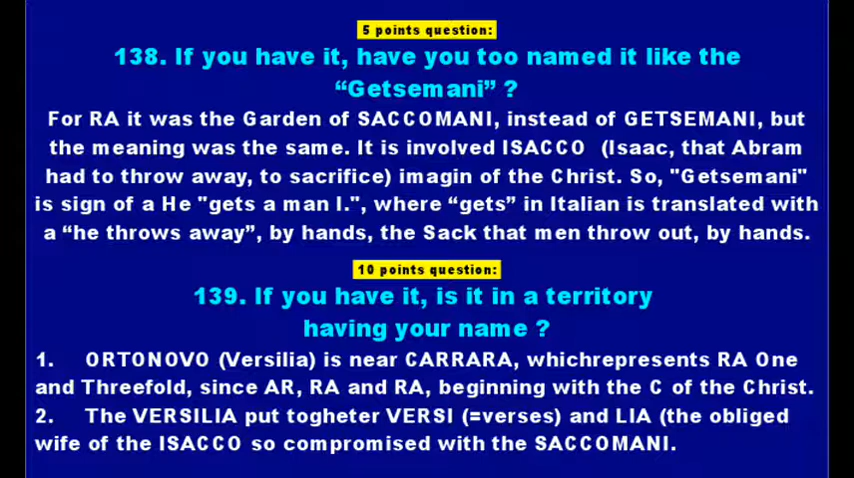 5 points question:
138. If you have it, have you too named it like the
“Getsemani” ?
For RA it was the Garden of SACCOMANI, instead of GETSEMANI, but
the meaning was the same. It is involved ISACCO (Isaac, that Abram
had to throw away, to sacrifice) imagin of the Christ. So, "Getsemani"
is sign of a He "gets a man I.", where “gets” in Italian is translated with
a “he throws away”, by hands, the Sack that men throw out, by hands.
10 points question:
139. If you have it, is it in a territory
having your name ?
1. ORTONOVO (Versilia) is near CARRARA, whichrepresents RA One
and Threefold, since AR, RA and RA, beginning with the C of the Christ.
2. The VERSILIA put togheter VERSI (=verses) and LIA (the obliged
wife of the ISACCO so compromised with the SACCOMANI.